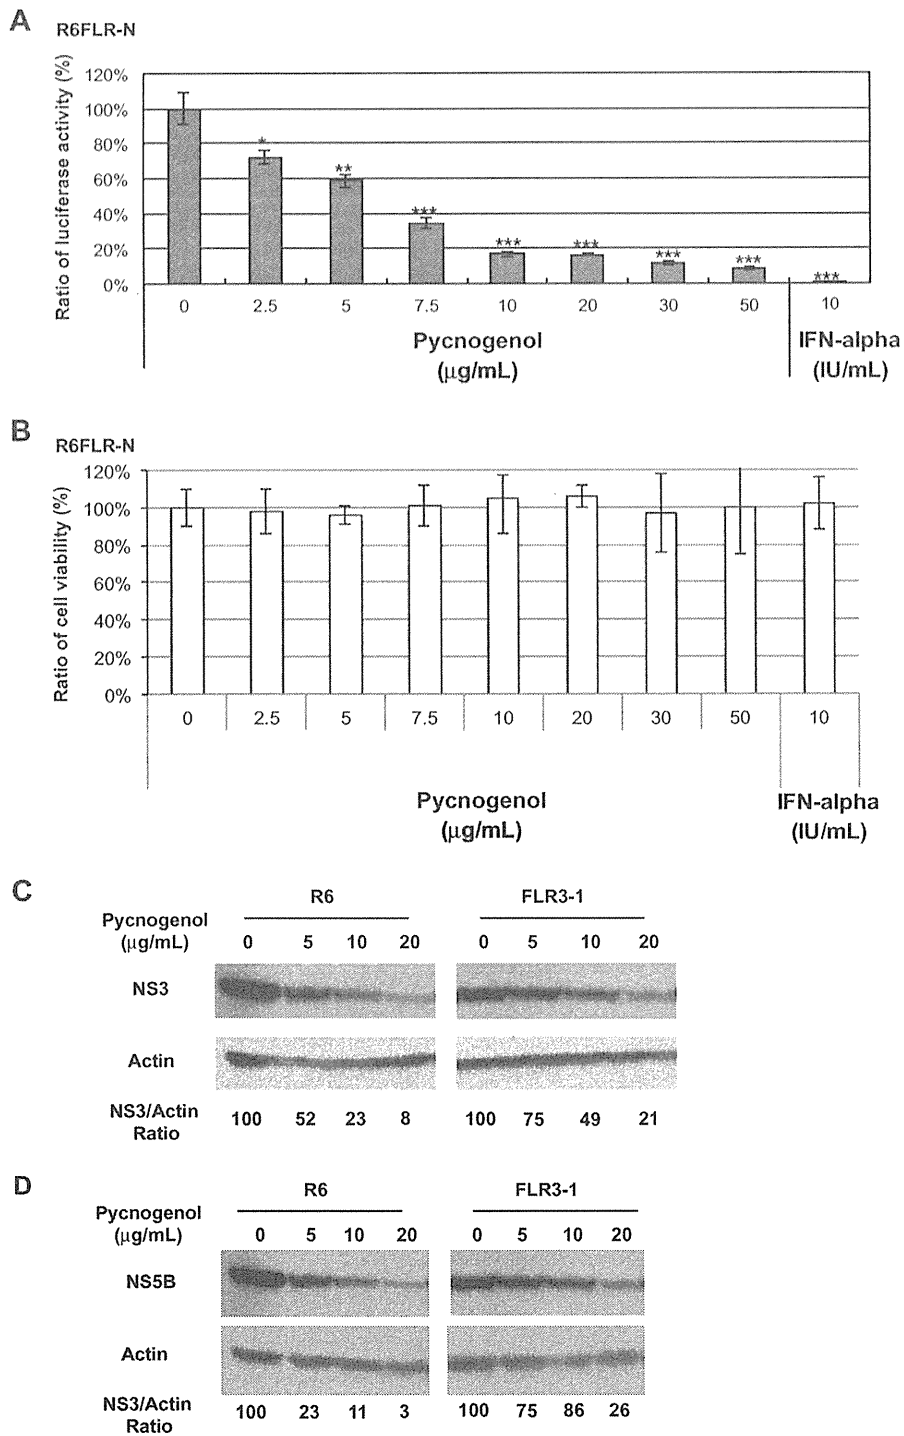 A
R6FLR-N
Ratio of luciferase activity (%)
120%
100%
80%
60%
40%
20%
0%
* ** *** *** *** *** *** ***
0 2.5 5 7.5 10 20 30 50 10
Pycnogenol
(µg/mL)
IFN-alpha
(IU/mL)
B
R6FLR-N
Ratio of cell viability (%)
120%
100%
80%
60%
40%
20%
0%
0 2.5 5 7.5 10 20 30 50 10
Pycnogenol
(µg/mL)
IFN-alpha
(IU/mL)
C
R6 FLR3-1
Pycnogenol
(µg/mL)
0 5 10 20 0 5 10 20
NS3
Actin
NS3/Actin
Ratio
100 52 23 8 100 75 49 21
D
R6 FLR3-1
Pycnogenol
(µg/mL)
0 5 10 20 0 5 10 20
NS5B
Actin
NS3/Actin
Ratio
100 23 11 3 100 75 86 26